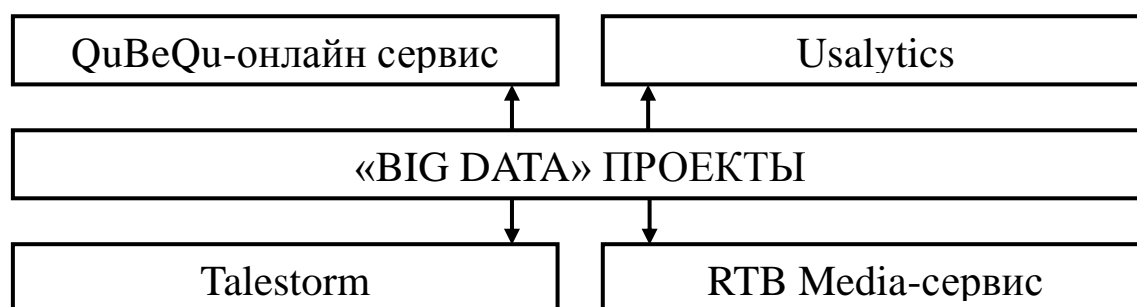 QuBeQu-онлайн сервис
Usalytics
«BIG DATA» ПРОЕКТЫ
Talestorm
RTB Media-сервис